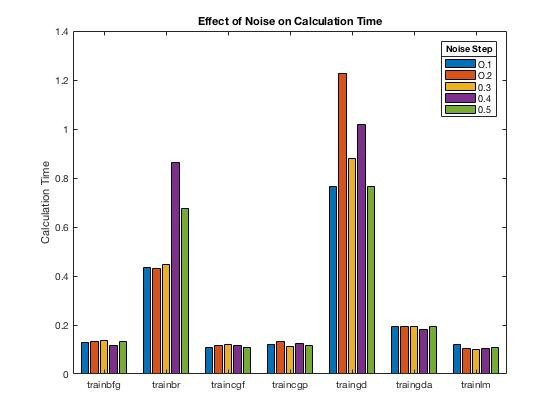 Effect of Noise on Calculation Time
1.4
1.2
1
0.8
0.6
0.4
0.2
0
Calculation Time
Noise Step
O.1
O.2
0.3
0.4
0.5
trainbfg trainbr traincgf traincgp traingd traingda trainlm